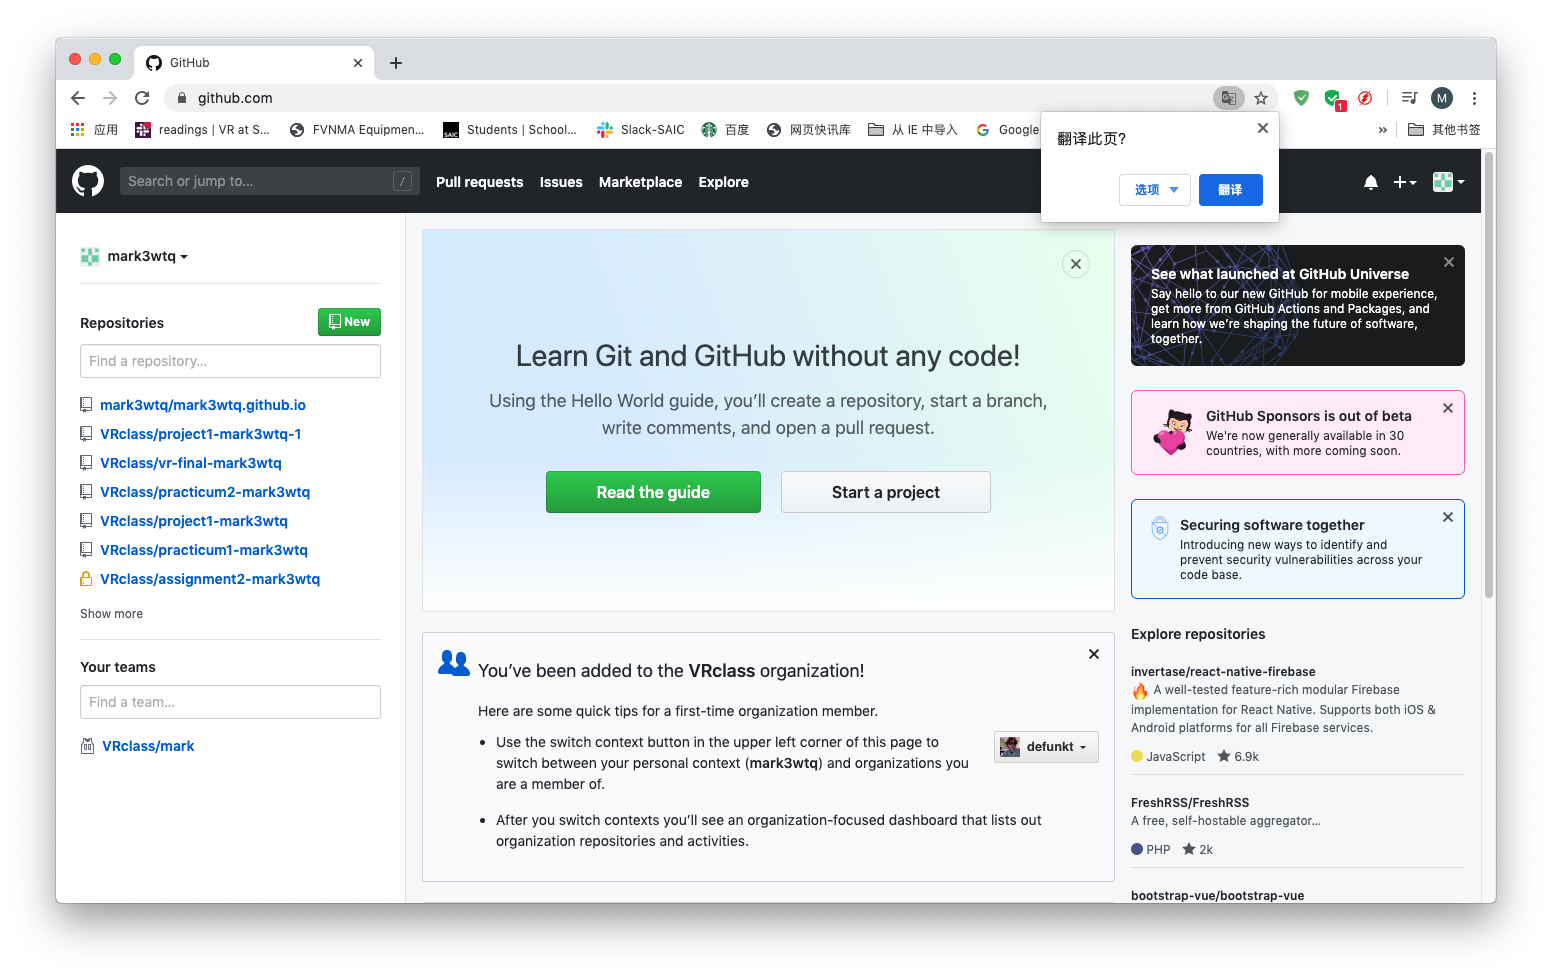 GitHub
github.com
1
M
应用
readings | VR at S...
FVNMA Equipmen...
SAIC
Students | School...
Slack-SAIC
百度
网页快讯库
从 IE 中导入
Google
»
其他书签
翻译此页?
选项
翻译
Search or jump to...
/
Pull requests
Issues
Marketplace
Explore
mark3wtq
Repositories
New
Find a repository...
mark3wtq/mark3wtq.github.io
VRclass/project1-mark3wtq-1
VRclass/vr-final-mark3wtq
VRclass/practicum2-mark3wtq
VRclass/project1-mark3wtq
VRclass/practicum1-mark3wtq
VRclass/assignment2-mark3wtq
Show more
Your teams
Find a team...
VRclass/mark
Learn Git and GitHub without any code!
Using the Hello World guide, you’ll create a repository, start a branch,
write comments, and open a pull request.
Read the guide
Start a project
You’ve been added to the VRclass organization!
Here are some quick tips for a first-time organization member.
• Use the switch context button in the upper left corner of this page to
switch between your personal context (mark3wtq) and organizations you
are a member of.
defunkt
• After you switch contexts you’ll see an organization-focused dashboard that lists out
organization repositories and activities.
See what launched at GitHub Universe
Say hello to our new GitHub for mobile experience,
get more from GitHub Actions and Packages, and
learn how we’re shaping the future of software,
together.
GitHub Sponsors is out of beta
We're now generally available in 30
countries, with more coming soon.
Securing software together
Introducing new ways to identify and
prevent security vulnerabilities across your
code base.
Explore repositories
invertase/react-native-firebase
🔥 A well-tested feature-rich modular Firebase
implementation for React Native. Supports both iOS &
Android platforms for all Firebase services.
JavaScript
6.9k
FreshRSS/FreshRSS
A free, self-hostable aggregator...
PHP
2k
bootstrap-vue/bootstrap-vue